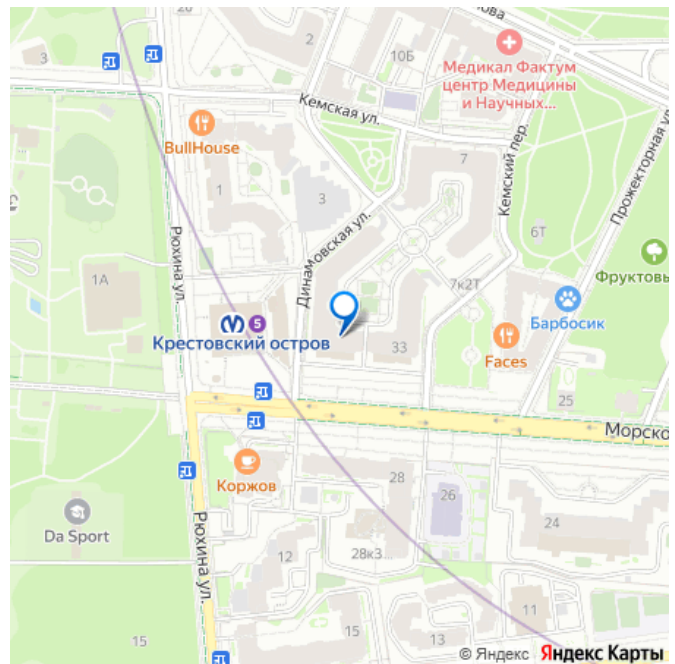 нова
3
2
10Б
Медикал Фактум
центр Медицины
и Научных...
Кемская ул.
BullHouse
7
Кемский пер.
Прожекторная ул
1
3
Рюхина ул.
Динамовская ул.
6Т
1А
7к2Т
Фруктовы
5
Крестовский остров
Барбосик
33
Faces
25
Морско
Коржов
28
26
24
Da Sport
Рюхина ул.
12
28к3
11
15
15
13
© Яндекс Яндекс Карты